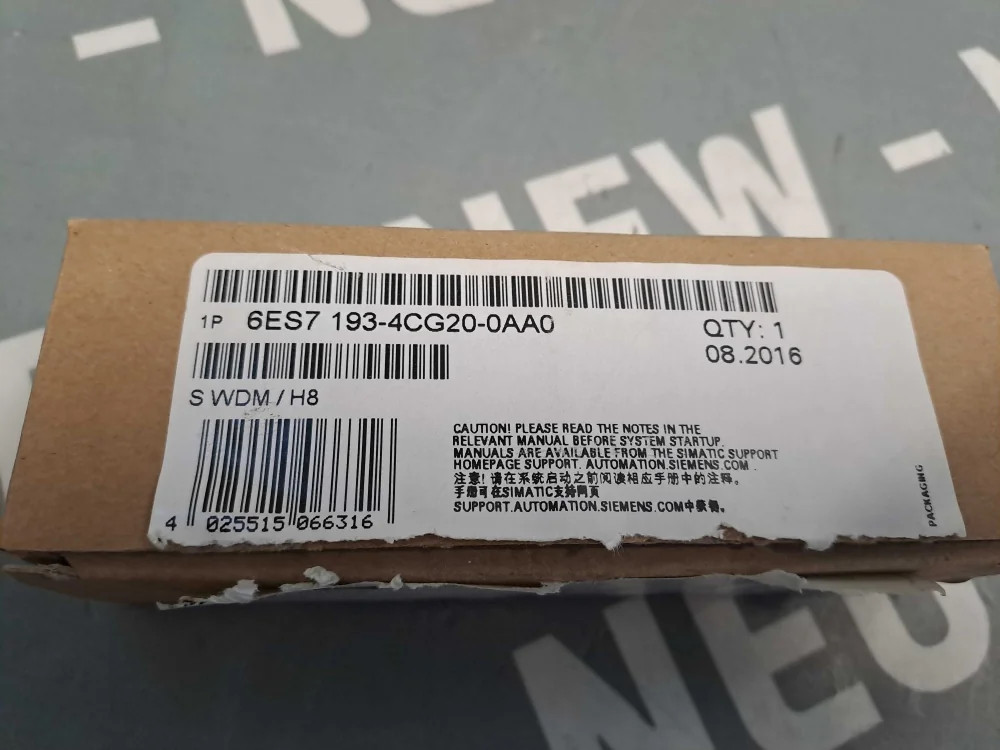 NEW
- NEW -
1P 6ES7 193-4CG20-0AA0
QTY: 1
08.2016
S WDM / H8
CAUTION! PLEASE READ THE NOTES IN THE
RELEVANT MANUAL BEFORE SYSTEM STARTUP.
MANUALS ARE AVAILABLE FROM THE SIMATIC SUPPORT
HOMEPAGE SUPPORT. AUTOMATION.SIEMENS.COM .
注意! 请在系统启动之前阅读相应手册中的注释。
手册可在SIMATIC支持网页
SUPPORT.AUTOMATION.SIEMENS.COM中获得。
4 025515 066316
PACKAGING